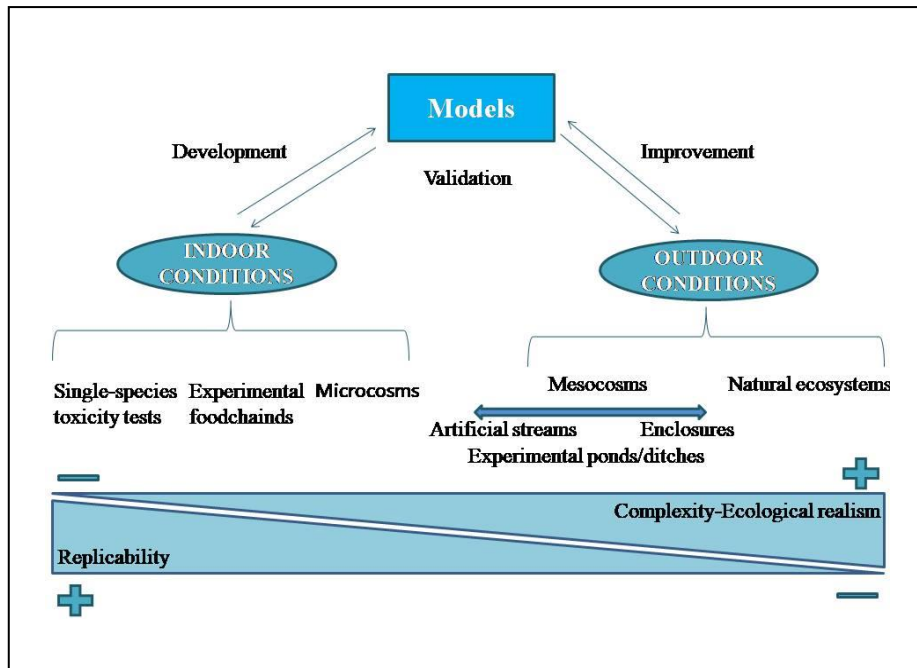 Models
Development
Improvement
Validation
INDOOR
CONDITIONS
OUTDOOR
CONDITIONS
Single-species
toxicity tests
Experimental
foodchainds
Microcosms
Mesocosms
Natural ecosystems
Artificial streams
Enclosures
Experimental ponds/ditches
Complexity-Ecological realism
Replicability